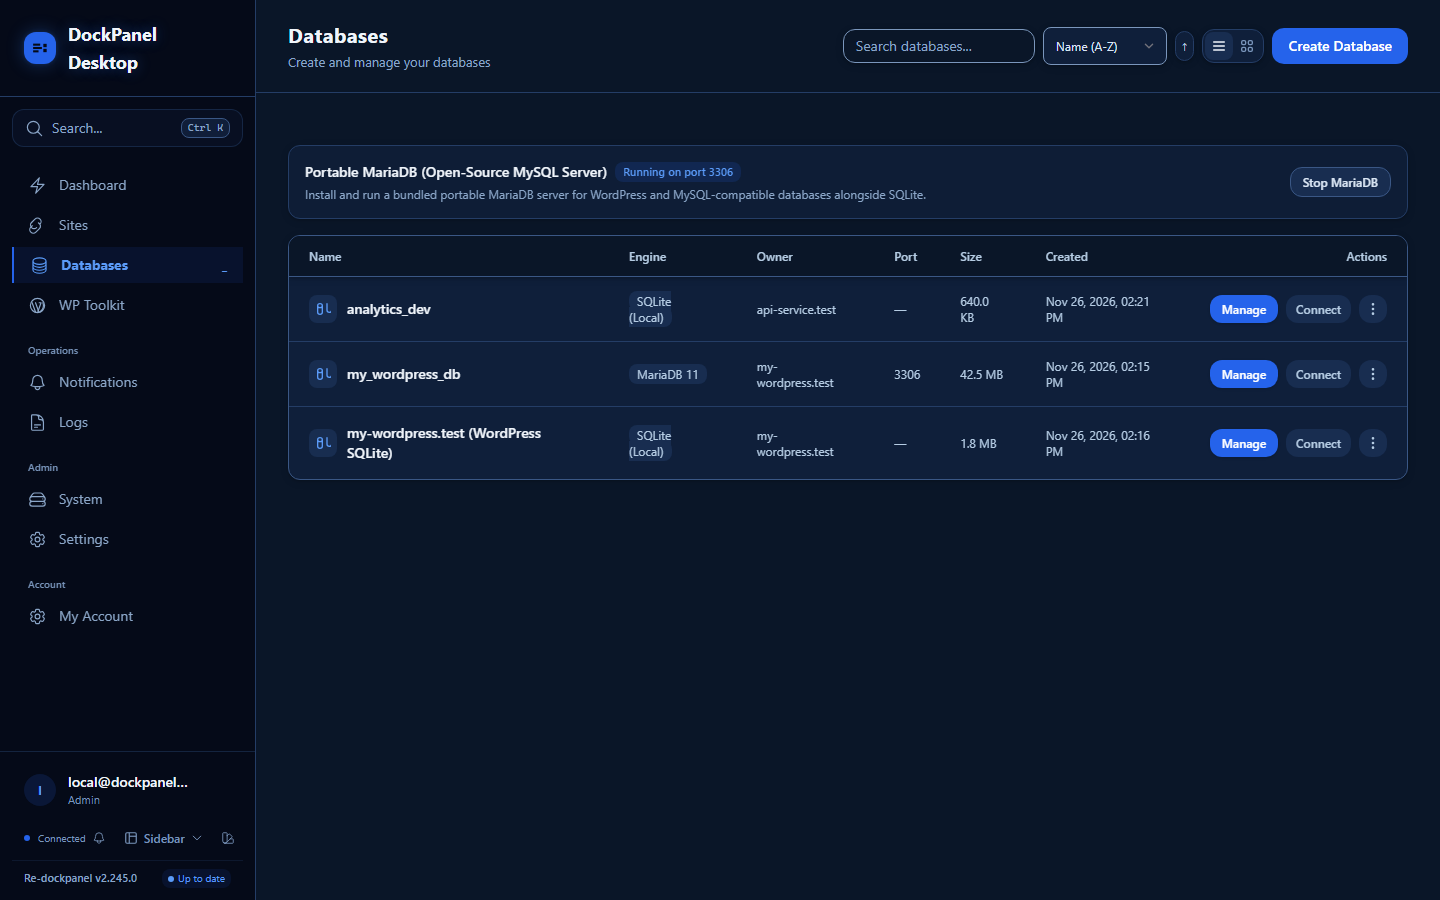 DockPanel
Desktop
Search...
Ctrl K
Dashboard
Sites
Databases
WP Toolkit
Operations
Notifications
Logs
Admin
System
Settings
Account
My Account
l
local@dockpanel...
Admin
Connected
Sidebar
Re-dockpanel v2.245.0
Up to date
Databases
Create and manage your databases
Search databases...
Name (A-Z)
↑
Create Database
Portable MariaDB (Open-Source MySQL Server)
Running on port 3306
Install and run a bundled portable MariaDB server for WordPress and MySQL-compatible databases alongside SQLite.
Stop MariaDB
Name Engine Owner Port Size Created Actions
analytics_dev
SQLite
(Local)
api-service.test
—
640.0
KB
Nov 26, 2026, 02:21
PM
Manage
Connect
my_wordpress_db
MariaDB 11
my-
wordpress.test
3306
42.5 MB
Nov 26, 2026, 02:15
PM
Manage
Connect
my-wordpress.test (WordPress
SQLite)
SQLite
(Local)
my-
wordpress.test
—
1.8 MB
Nov 26, 2026, 02:16
PM
Manage
Connect